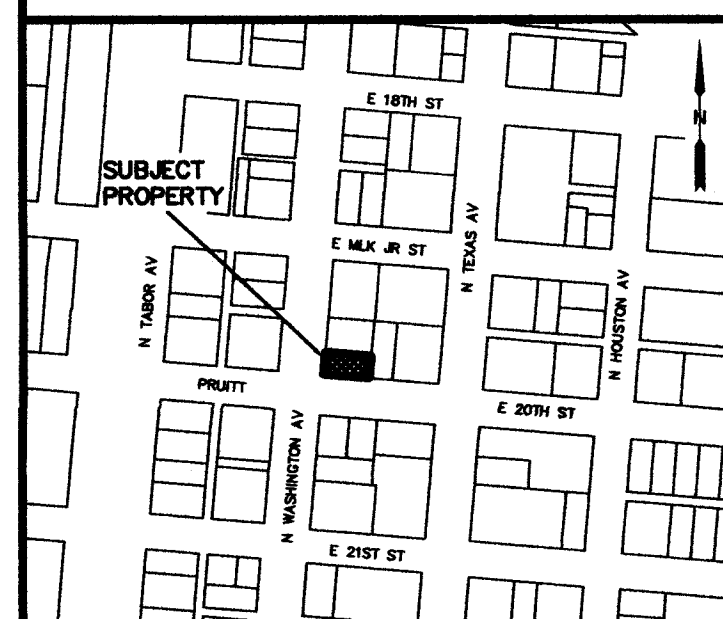 E 18TH ST
N
SUBJECT
PROPERTY
E MLK JR ST
N TEXAS AV
N TABOR AV
N HOUSTON AV
PRUITT
E 20TH ST
N WASHINGTON AV
E 21ST ST